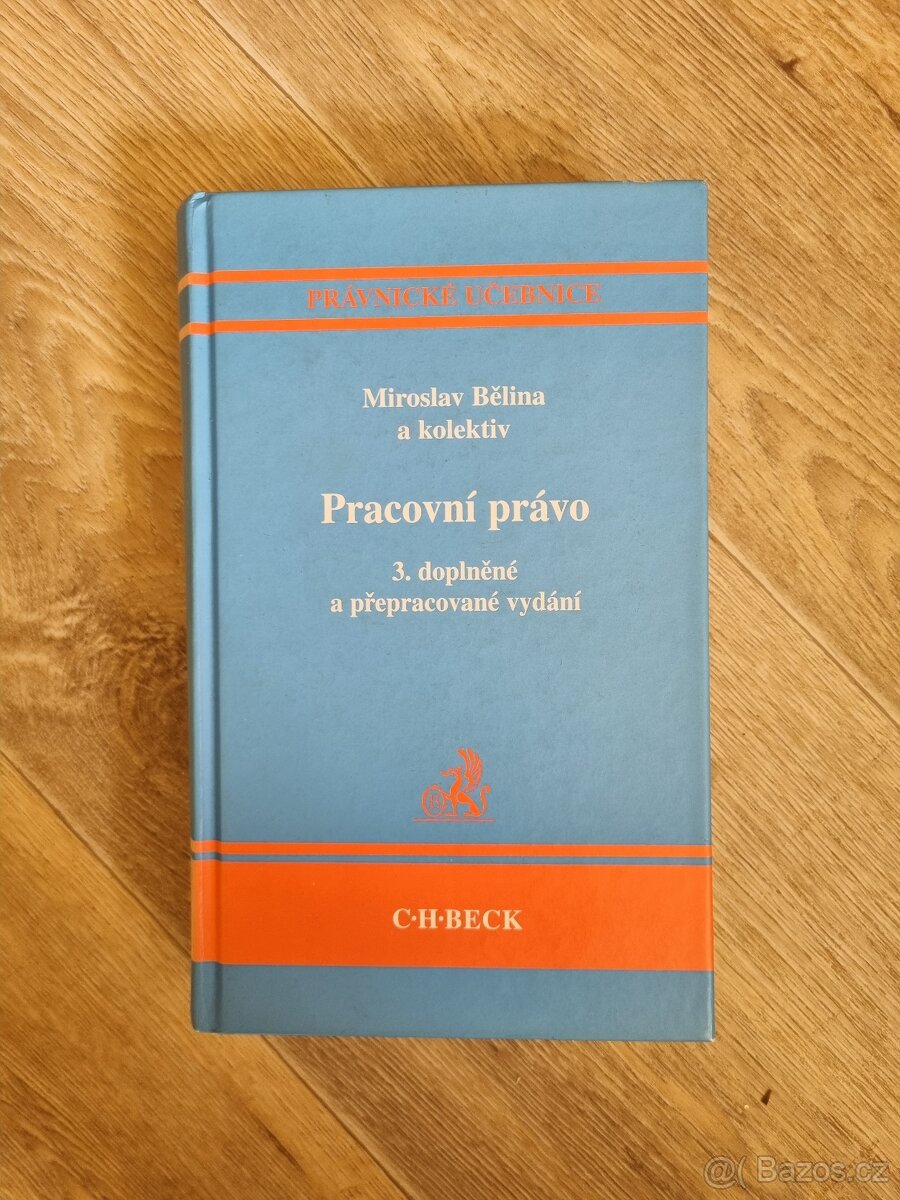 PRÁVNICKÉ UČEBNICE
Miroslav Bělina
a kolektiv
Pracovní právo
3. doplněné
a přepracované vydání
C·H·BECK
@ Bazos.cz